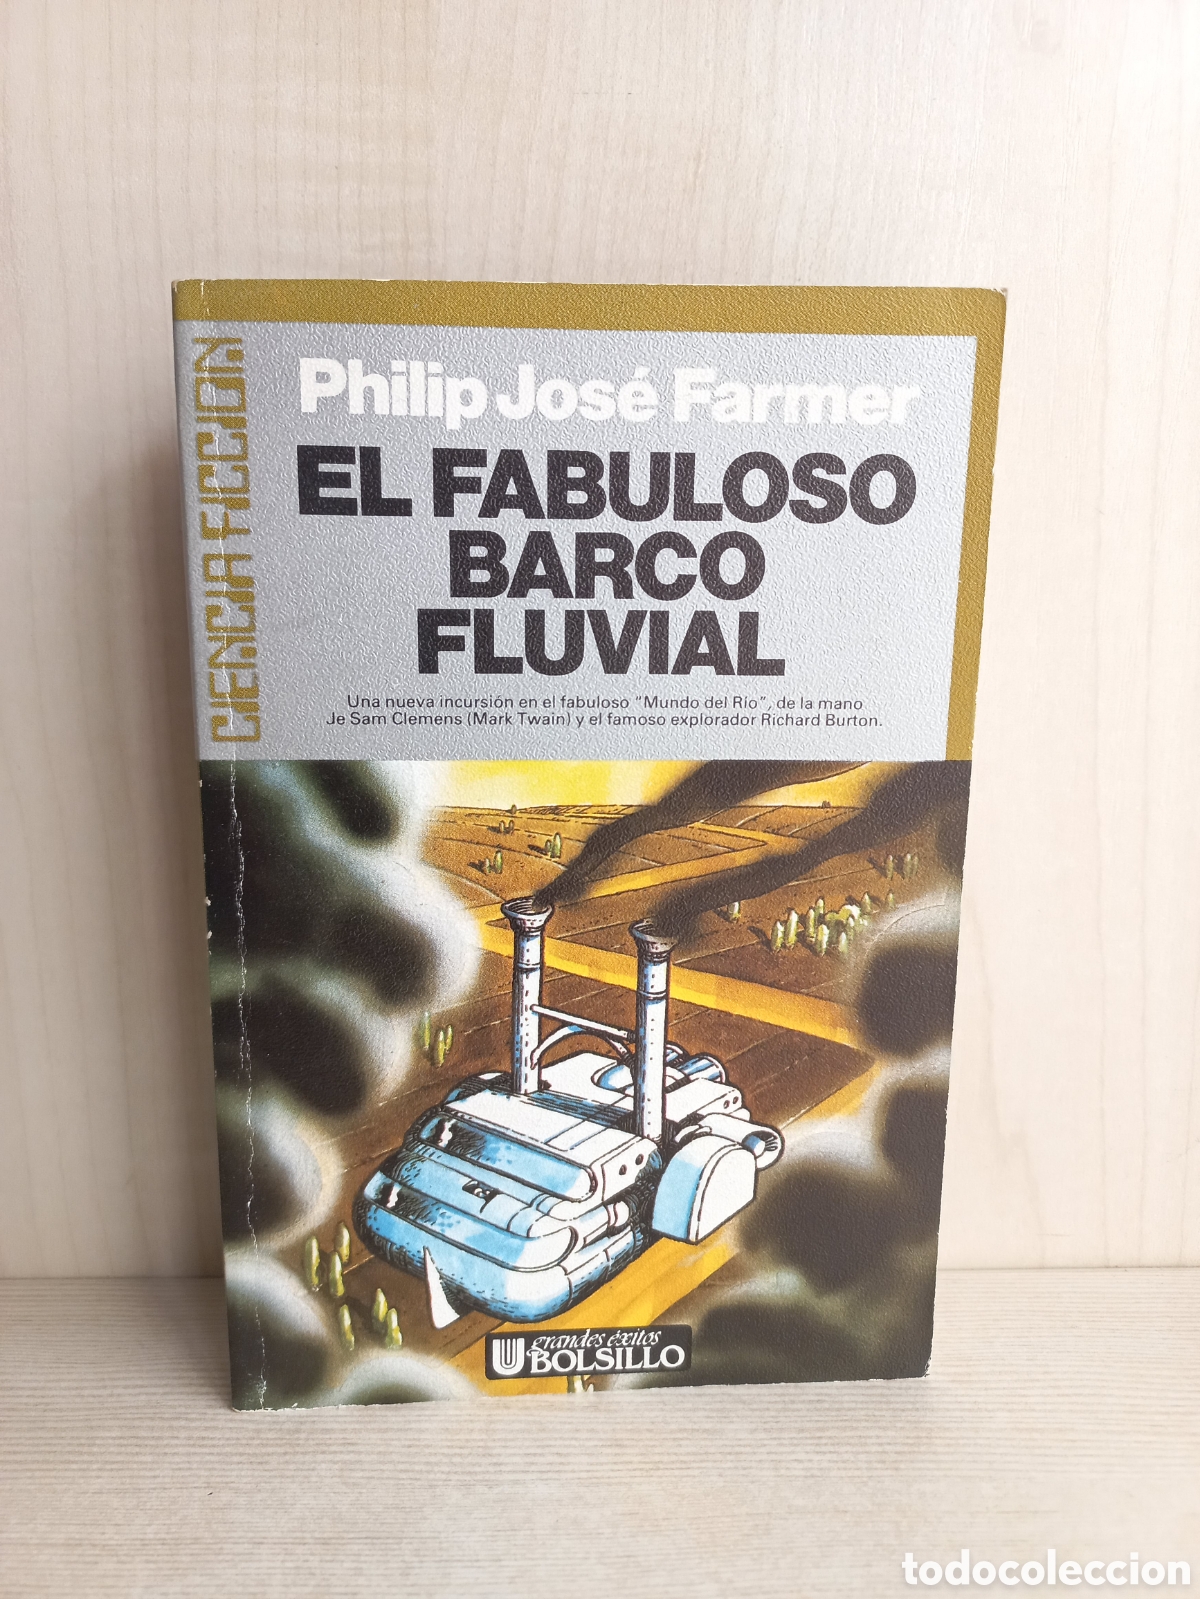 CIENCIA FICCION
Philip José Farmer
EL FABULOSO
BARCO
FLUVIAL
Una nueva incursión en el fabuloso "Mundo del Río", de la mano
Je Sam Clemens (Mark Twain) y el famoso explorador Richard Burton.
U grandes éxitos
BOLSILLO
todocoleccion